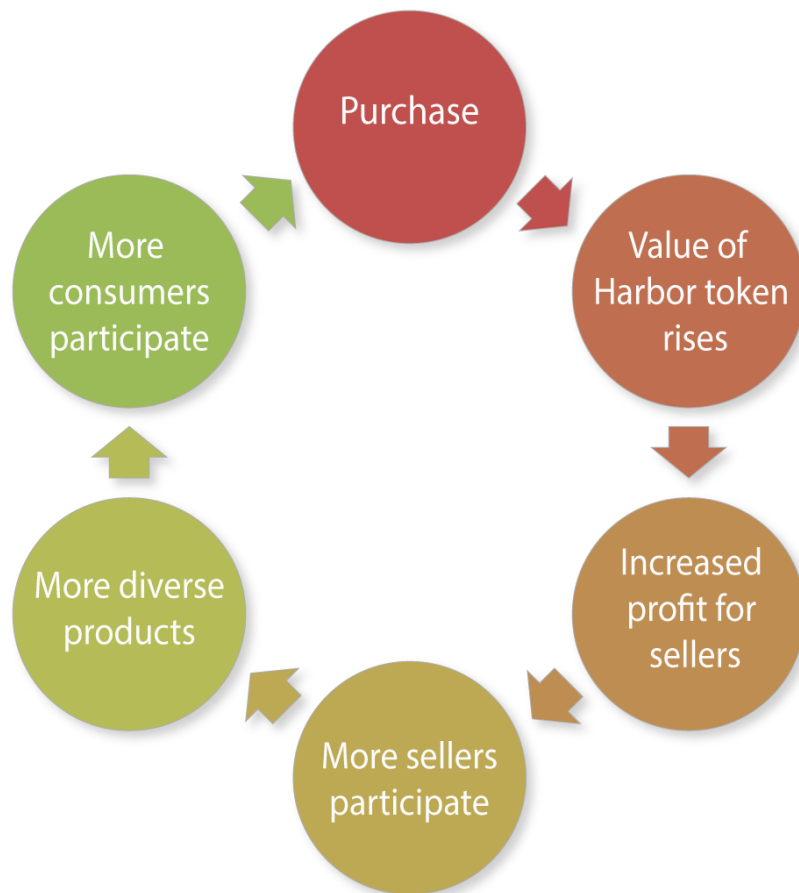 Purchase
Value of
Harbor token
rises
Increased
profit for
sellers
More sellers
participate
More diverse
products
More
consumers
participate